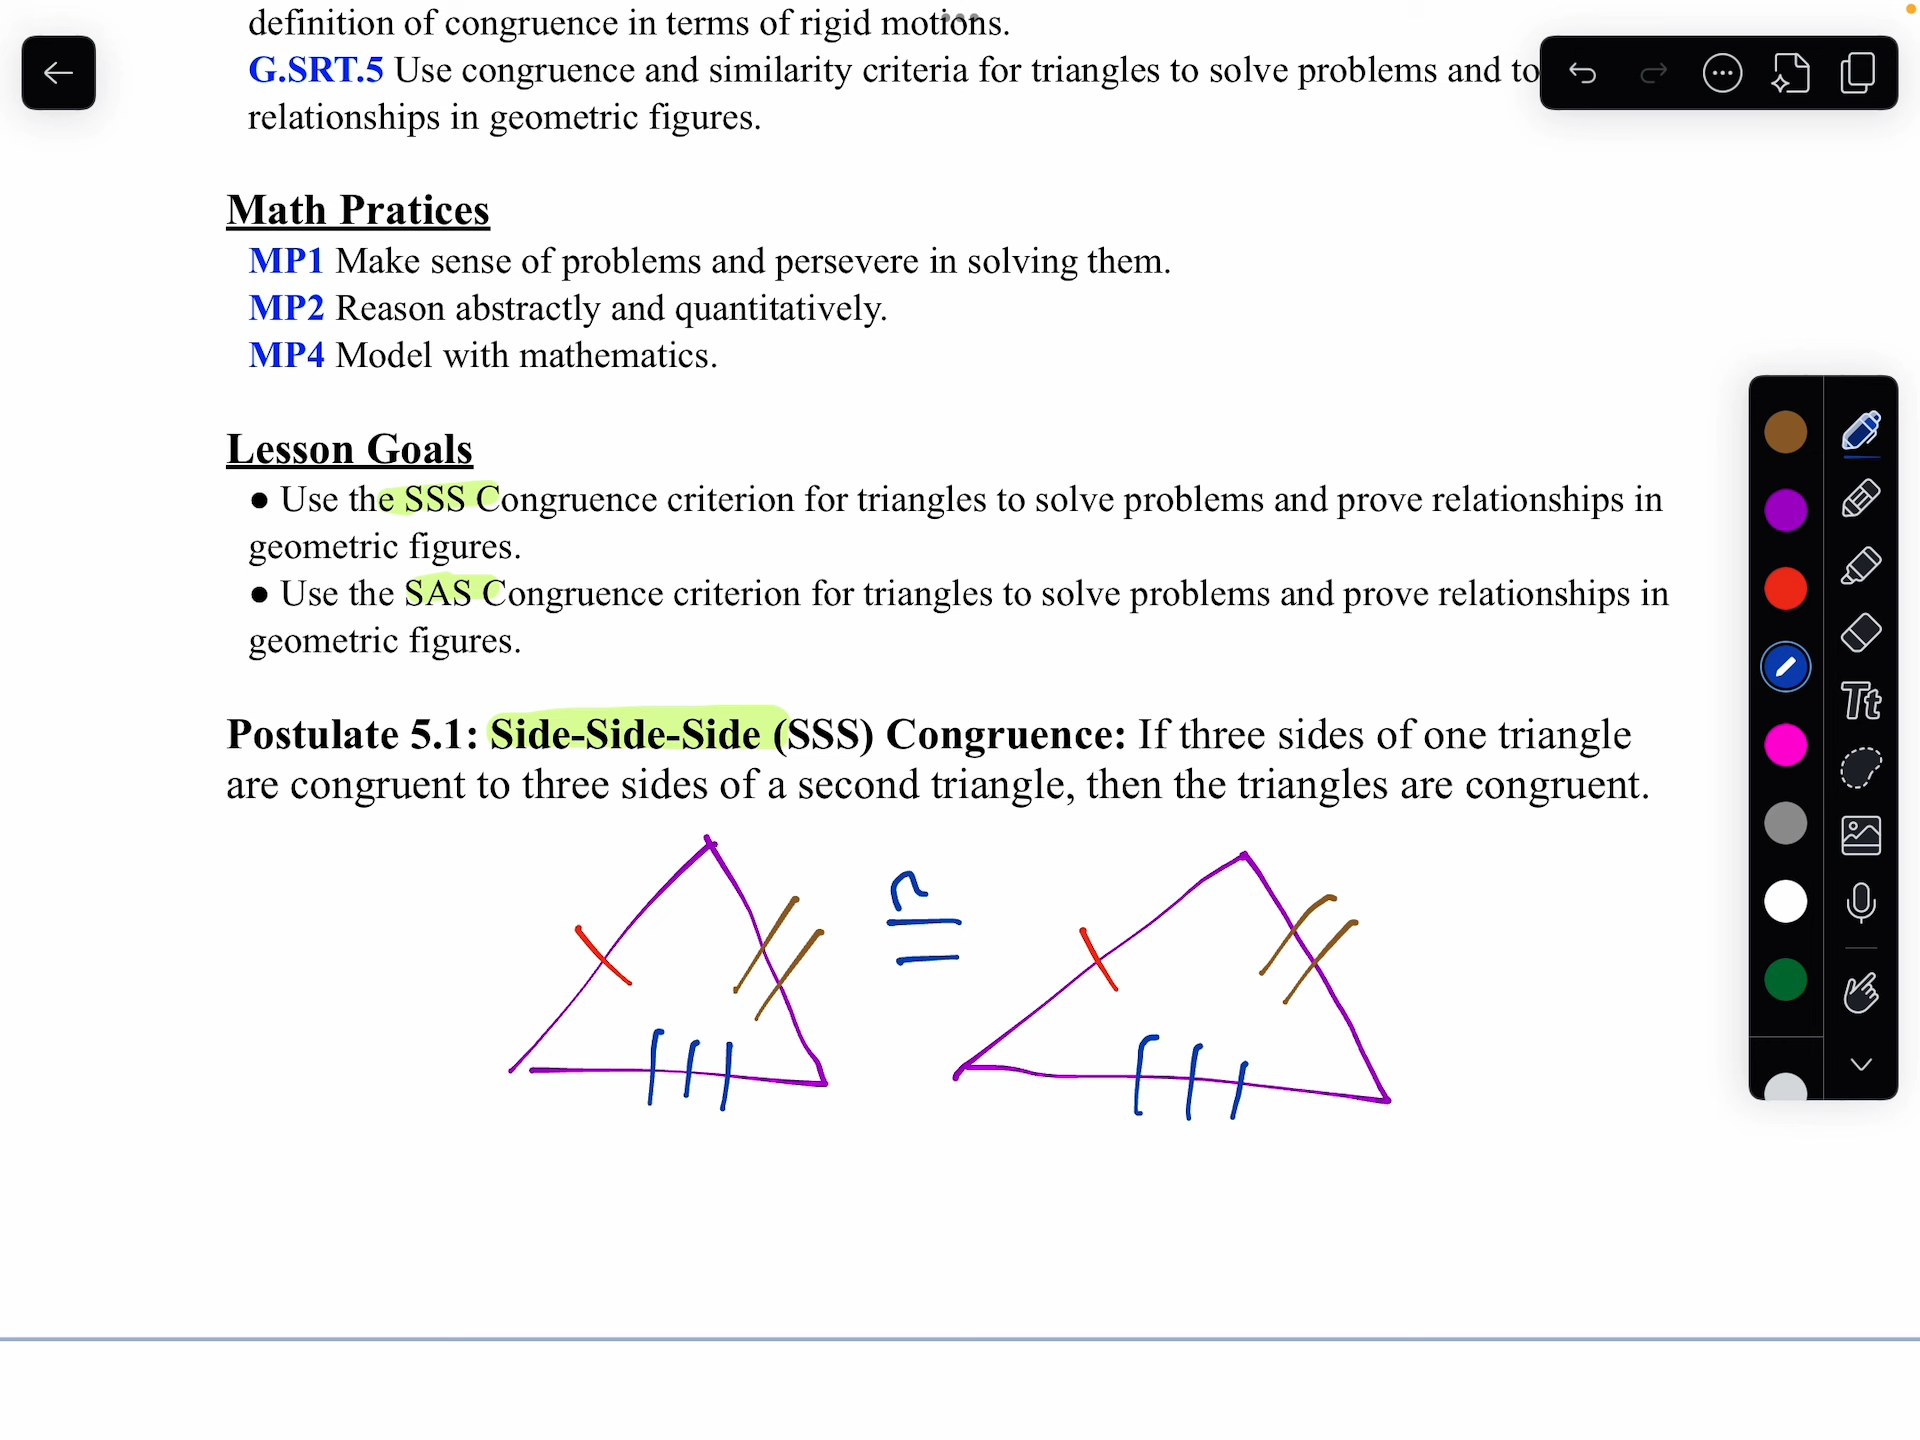 definition of congruence in terms of rigid motions.
G.SRT.5 Use congruence and similarity criteria for triangles to solve problems and to
relationships in geometric figures.
Math Pratices
MP1 Make sense of problems and persevere in solving them.
MP2 Reason abstractly and quantitatively.
MP4 Model with mathematics.
Lesson Goals
● Use the SSS Congruence criterion for triangles to solve problems and prove relationships in
geometric figures.
● Use the SAS Congruence criterion for triangles to solve problems and prove relationships in
geometric figures.
Postulate 5.1: Side-Side-Side (SSS) Congruence: If three sides of one triangle
are congruent to three sides of a second triangle, then the triangles are congruent.
≅
Tt